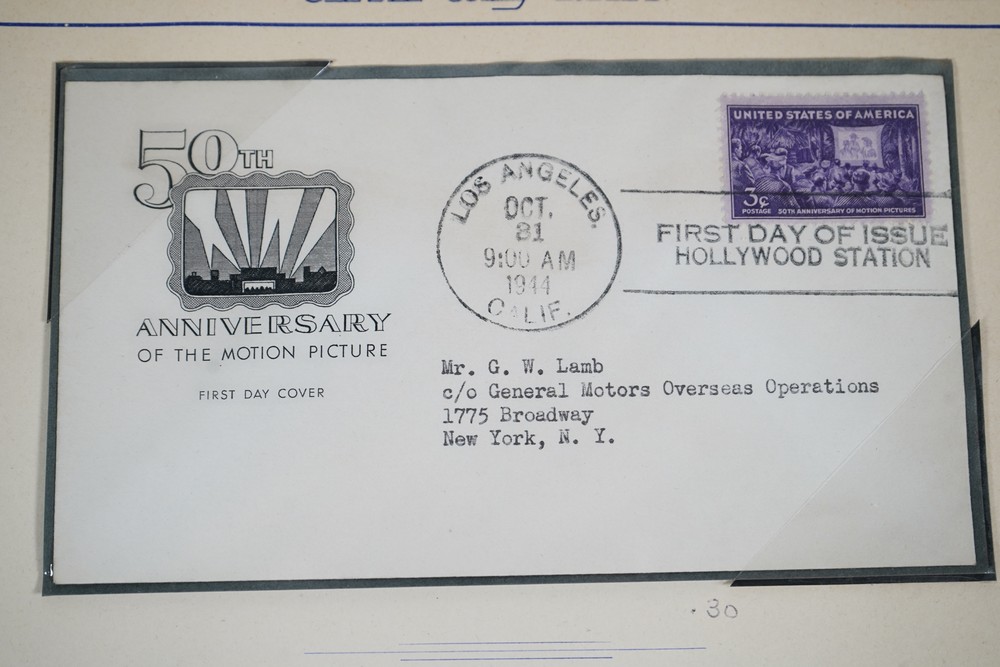 50TH
ANNIVERSARY
OF THE MOTION PICTURE
FIRST DAY COVER
LOS ANGELES,
OCT.
31
9:00 AM
1944
CALIF.
UNITED STATES OF AMERICA
3¢
POSTAGE 50TH ANNIVERSARY OF MOTION PICTURES
FIRST DAY OF ISSUE
HOLLYWOOD STATION
Mr. G. W. Lamb
c/o General Motors Overseas Operations
1775 Broadway
New York, N. Y.
.30